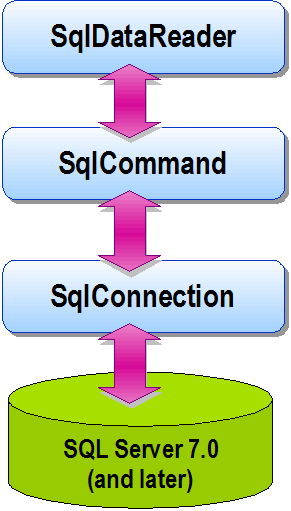 SqlDataReader
SqlCommand
SqlConnection
SQL Server 7.0
(and later)